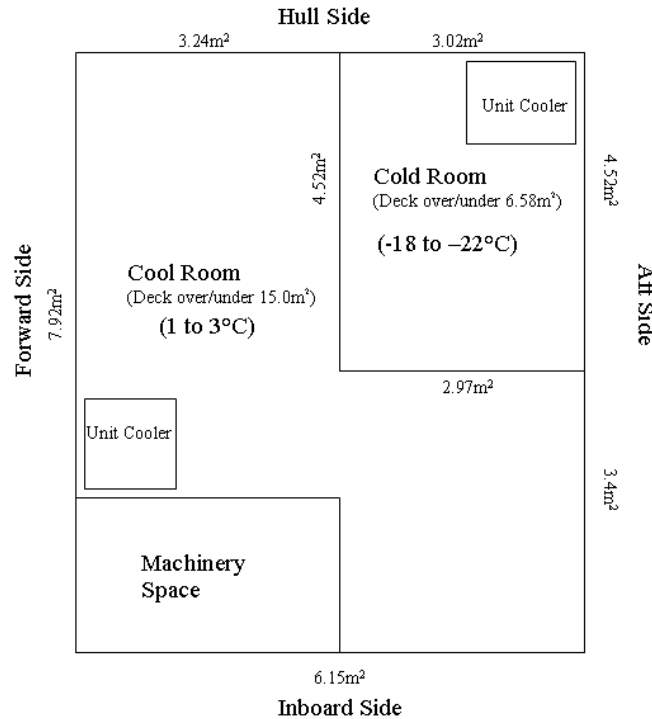 Hull Side
3.24m²
3.02m²
Unit Cooler
4.52m²
4.52m²
Cold Room
(Deck over/under 6.58m²)
(-18 to –22°C)
Cool Room
(Deck over/under 15.0m²)
(1 to 3°C)
Forward Side
7.92m²
Aft Side
2.97m²
Unit Cooler
3.4m²
Machinery
Space
6.15m²
Inboard Side